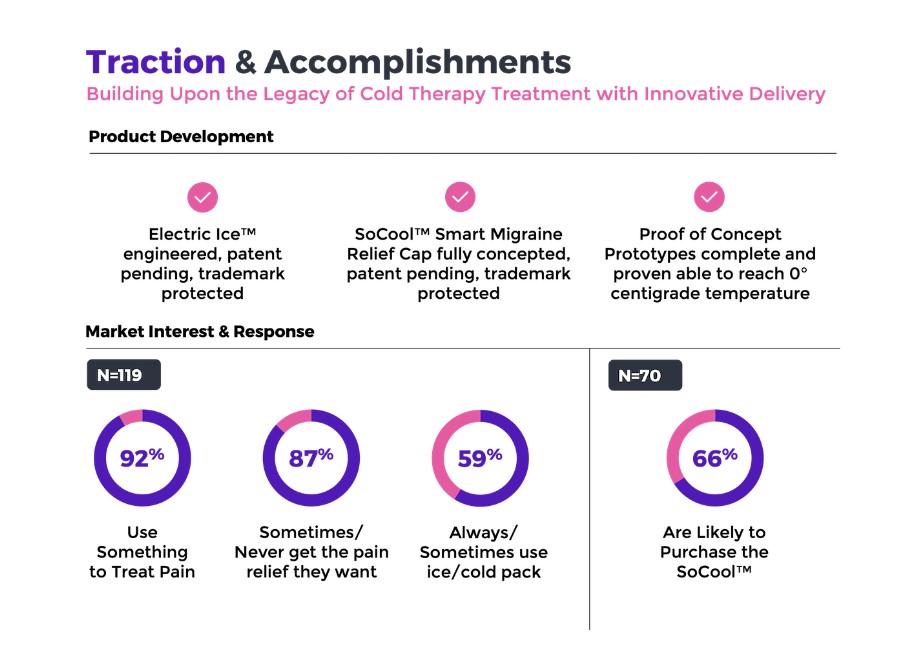 Traction & Accomplishments
Building Upon the Legacy of Cold Therapy Treatment with Innovative Delivery
Product Development
Electric Ice™
engineered, patent
pending, trademark
protected
SoCool™ Smart Migraine
Relief Cap fully concepted,
patent pending, trademark
protected
Proof of Concept
Prototypes complete and
proven able to reach 0°
centigrade temperature
Market Interest & Response
N=119
92%
Use
Something
to Treat Pain
87%
Sometimes/
Never get the pain
relief they want
59%
Always/
Sometimes use
ice/cold pack
N=70
66%
Are Likely to
Purchase the
SoCool™